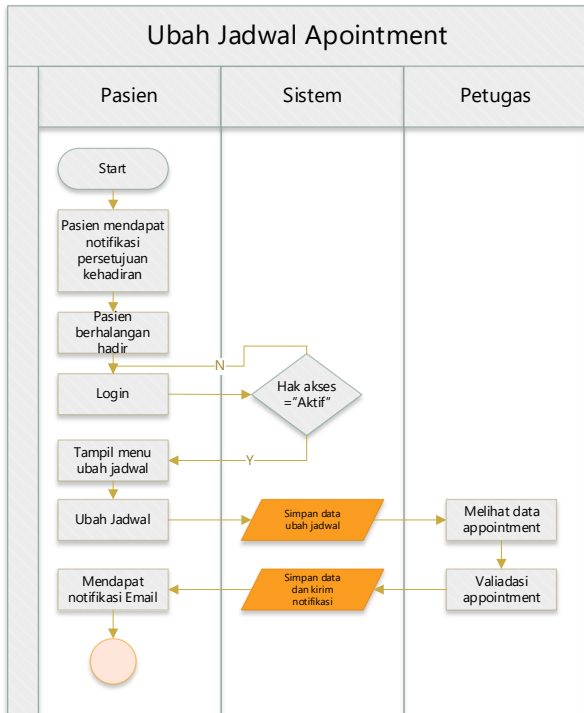 Ubah Jadwal Apointment
Pasien
Sistem
Petugas
Start
Pasien mendapat
notifikasi
persetujuan
kehadiran
Pasien
berhalangan
hadir
N
Login
Hak akses
="Aktif"
Tampil menu
ubah jadwal
Y
Ubah Jadwal
Simpan data
ubah jadwal
Melihat data
appointment
Mendapat
notifikasi Email
Simpan data
dan kirim
notifikasi
Valiadasi
appointment